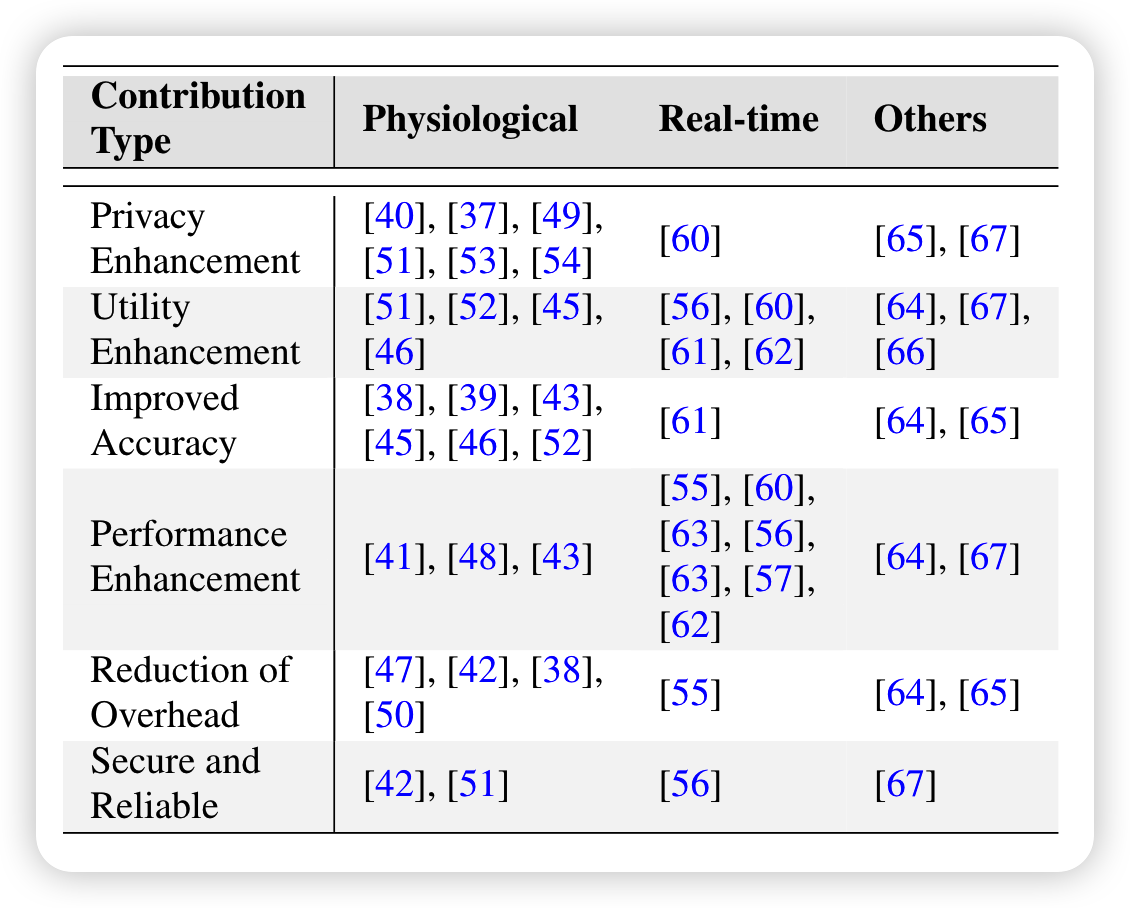 Contribution Type Physiological Real-time Others
Privacy Enhancement [40], [37], [49], [51], [53], [54] [60] [65], [67]
Utility Enhancement [51], [52], [45], [46] [56], [60], [61], [62] [64], [67], [66]
Improved Accuracy [38], [39], [43], [45], [46], [52] [61] [64], [65]
Performance Enhancement [41], [48], [43] [55], [60], [63], [56], [63], [57], [62] [64], [67]
Reduction of Overhead [47], [42], [38], [50] [55] [64], [65]
Secure and Reliable [42], [51] [56] [67]